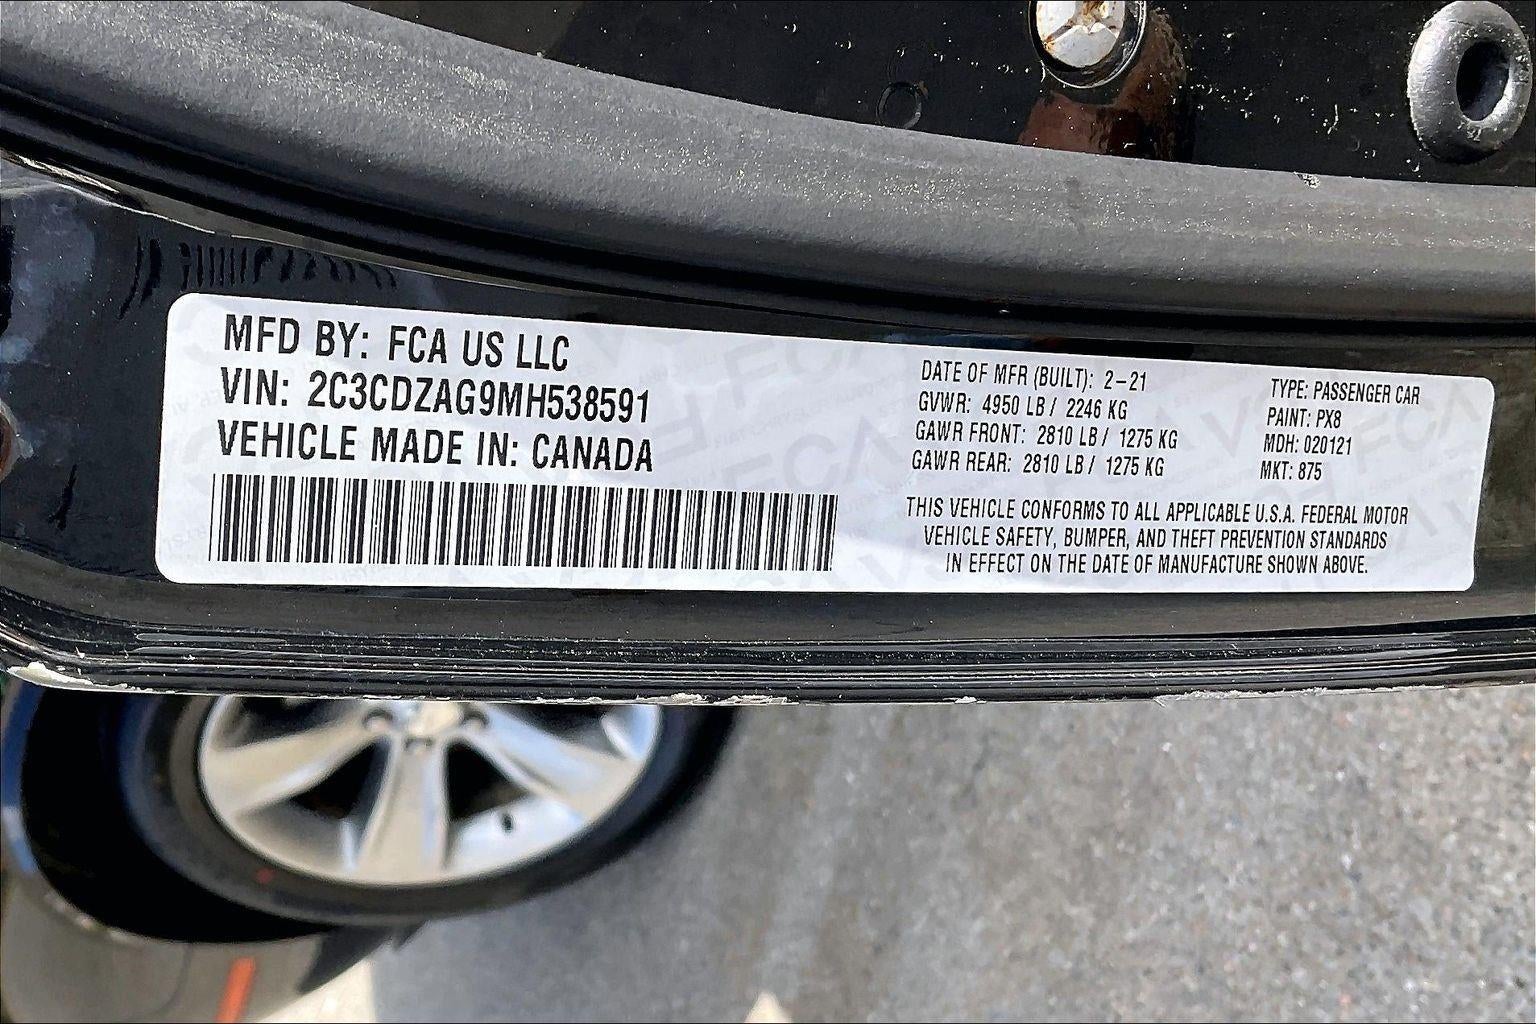 MFD BY: FCA US LLC
VIN: 2C3CDZAG9MH538591
VEHICLE MADE IN: CANADA
DATE OF MFR (BUILT): 2-21
GVWR: 4950 LB / 2246 KG
GAWR FRONT: 2810 LB / 1275 KG
GAWR REAR: 2810 LB / 1275 KG
TYPE: PASSENGER CAR
PAINT: PX8
MDH: 020121
MKT: 875
THIS VEHICLE CONFORMS TO ALL APPLICABLE U.S.A. FEDERAL MOTOR
VEHICLE SAFETY, BUMPER, AND THEFT PREVENTION STANDARDS
IN EFFECT ON THE DATE OF MANUFACTURE SHOWN ABOVE.